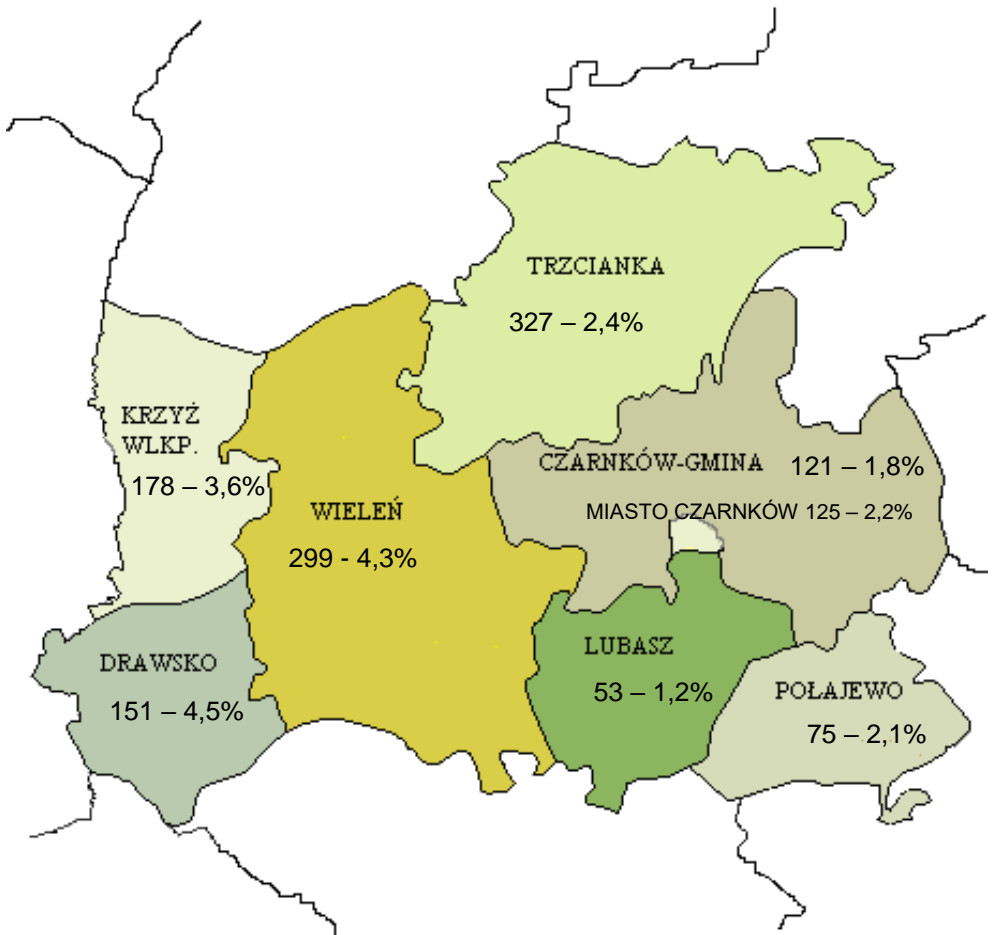 TRZCIANKA
327 – 2,4%
KRZYŻ
WLKP.
178 – 3,6%
WIELEŃ
299 - 4,3%
CZARNKÓW-GMINA 121 – 1,8%
MIASTO CZARNKÓW 125 – 2,2%
DRAWSKO
151 – 4,5%
LUBASZ
53 – 1,2%
POŁAJEWO
75 – 2,1%